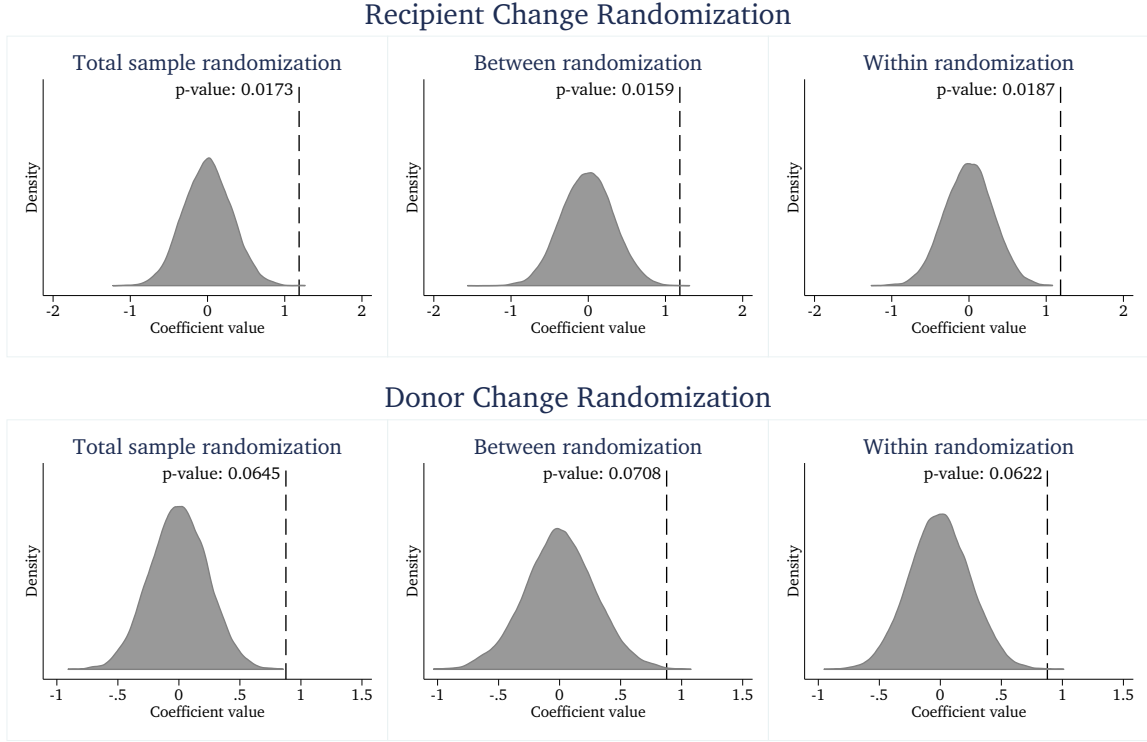 Recipient Change Randomization
Total sample randomization
p-value: 0.0173
Density
-2 -1 0 1 2
Coefficient value
Between randomization
p-value: 0.0159
Density
-2 -1 0 1 2
Coefficient value
Within randomization
p-value: 0.0187
Density
-2 -1 0 1 2
Coefficient value
Donor Change Randomization
Total sample randomization
p-value: 0.0645
Density
-1 -.5 0 .5 1 1.5
Coefficient value
Between randomization
p-value: 0.0708
Density
-1 -.5 0 .5 1 1.5
Coefficient value
Within randomization
p-value: 0.0622
Density
-1 -.5 0 .5 1 1.5
Coefficient value